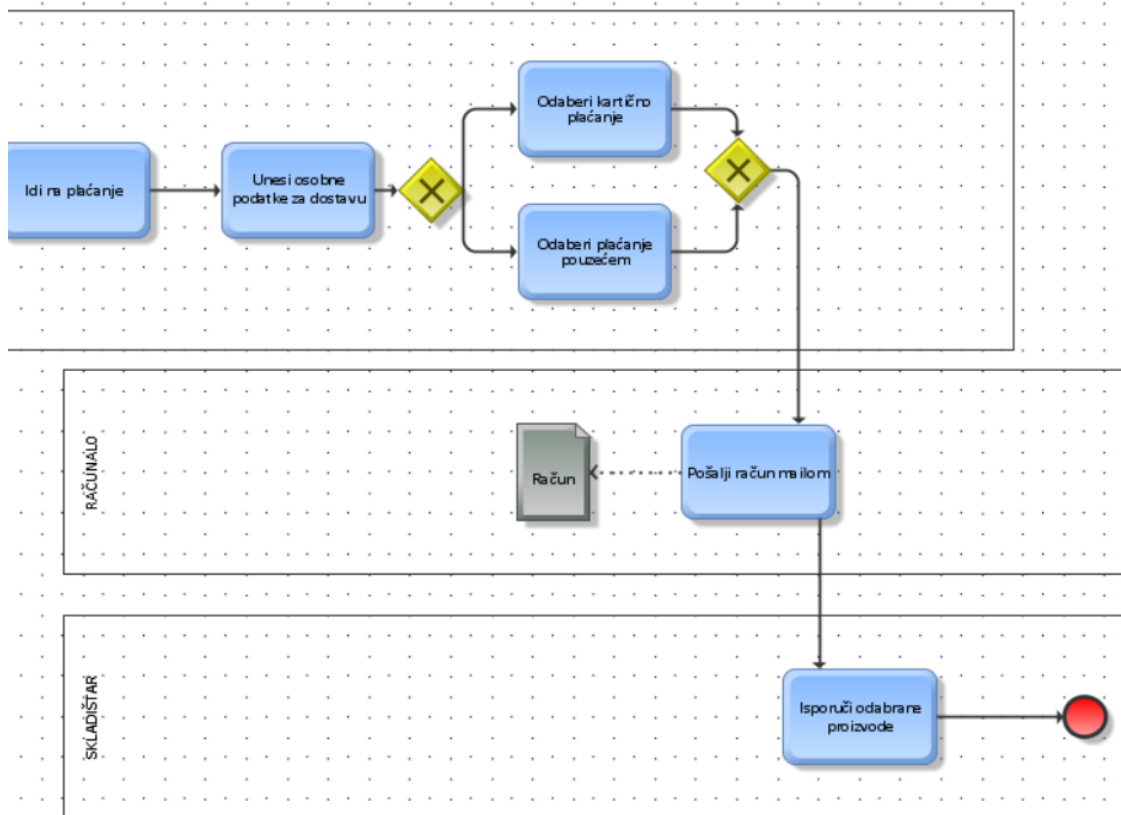 Odaberi kartično
plaćanje
Idi na plaćanje
Unesi osobne
podatke za dostavu
Odaberi plaćanje
pouzećem
RAČUNALO
Račun
Pošalji račun mailom
SKLADIŠTAR
Isporuči odabrane
proizvode